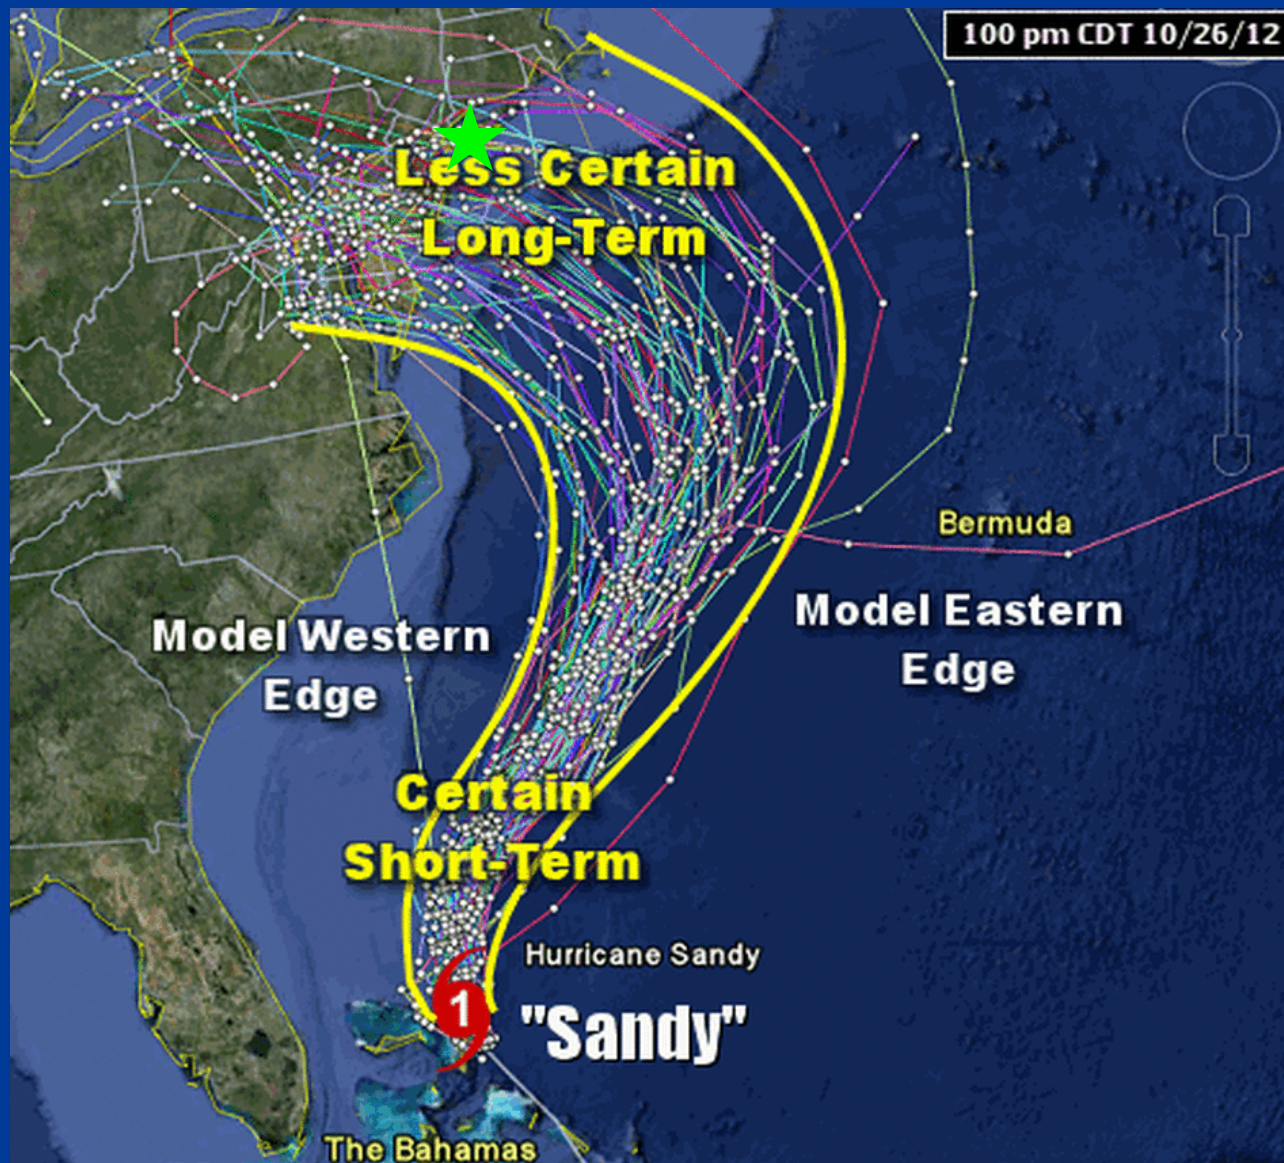 100 pm CDT 10/26/12
Less Certain
Long-Term
Bermuda
Model Eastern
Edge
Model Western
Edge
Certain
Short-Term
Hurricane Sandy
1
"Sandy"
The Bahamas